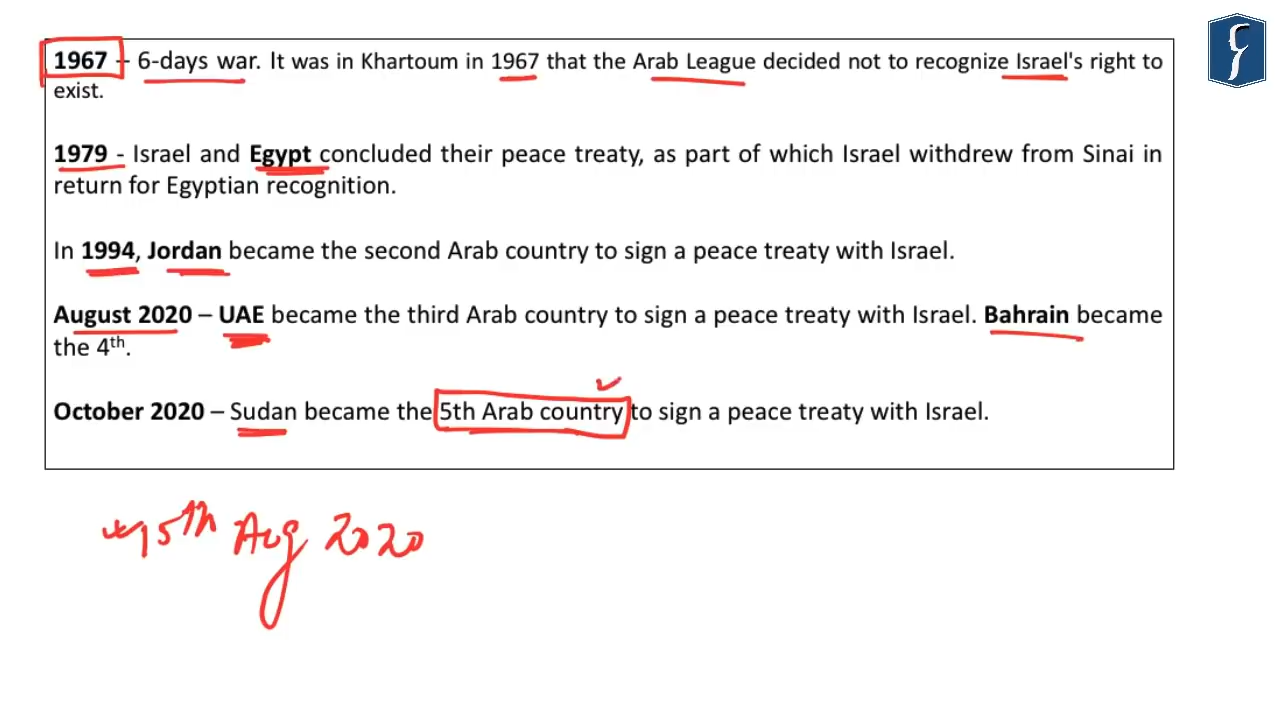 1967 – 6-days war. It was in Khartoum in 1967 that the Arab League decided not to recognize Israel's right to
exist.
1979 - Israel and Egypt concluded their peace treaty, as part of which Israel withdrew from Sinai in
return for Egyptian recognition.
In 1994, Jordan became the second Arab country to sign a peace treaty with Israel.
August 2020 – UAE became the third Arab country to sign a peace treaty with Israel. Bahrain became
the 4th.
October 2020 – Sudan became the 5th Arab country to sign a peace treaty with Israel.
15th Aug 2020